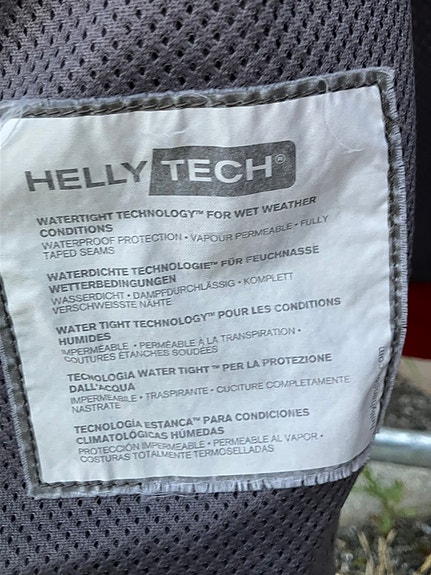 HELLY TECH®
WATERTIGHT TECHNOLOGY™ FOR WET WEATHER
CONDITIONS
WATERPROOF PROTECTION • VAPOUR PERMEABLE • FULLY
TAPED SEAMS
WATERDICHTE TECHNOLOGIE™ FÜR FEUCHNASSE
WETTERBEDINGUNGEN
WASSERDICHT • DAMPFDURCHLÄSSIG • KOMPLETT
VERSCHWEISSTE NÄHTE
WATER TIGHT TECHNOLOGY™ POUR LES CONDITIONS
HUMIDES
IMPERMÉABLE • PERMÉABLE À LA TRANSPIRATION •
COUTURES ÉTANCHES SOUDÉES
TECNOLOGIA WATER TIGHT™ PER LA PROTEZIONE
DALL'ACQUA
IMPERMEABILE • TRASPIRANTE • CUCITURE COMPLETAMENTE
NASTRATE
TECNOLOGÍA ESTANCA™ PARA CONDICIONES
CLIMATOLÓGICAS HÚMEDAS
PROTECCIÓN IMPERMEABLE • PERMEABLE AL VAPOR •
COSTURAS TOTALMENTE TERMOSELLADAS